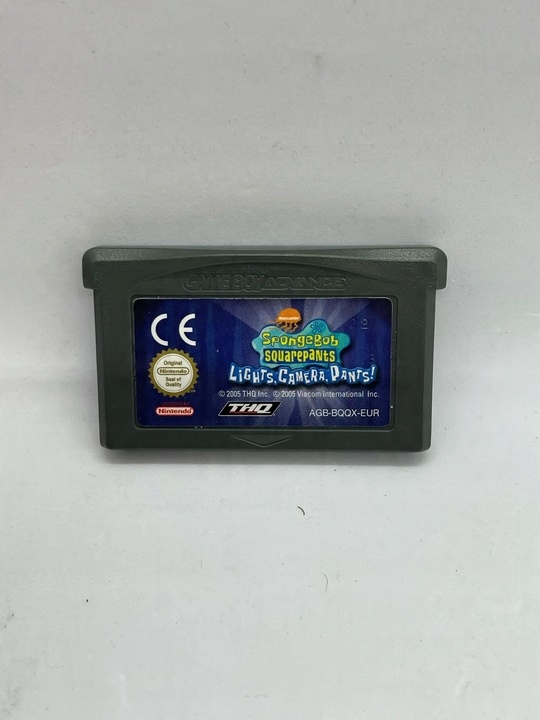 GAME BOY ADVANCE
CE
Nickelodeon
SpongeBob
SQUAREPANTS
LIGHTS, CAMERA, PANTS!
Original
Nintendo
Seal of
Quality
© 2005 THQ Inc. © 2005 Viacom International Inc.
Nintendo
THQ
AGB-BQQX-EUR